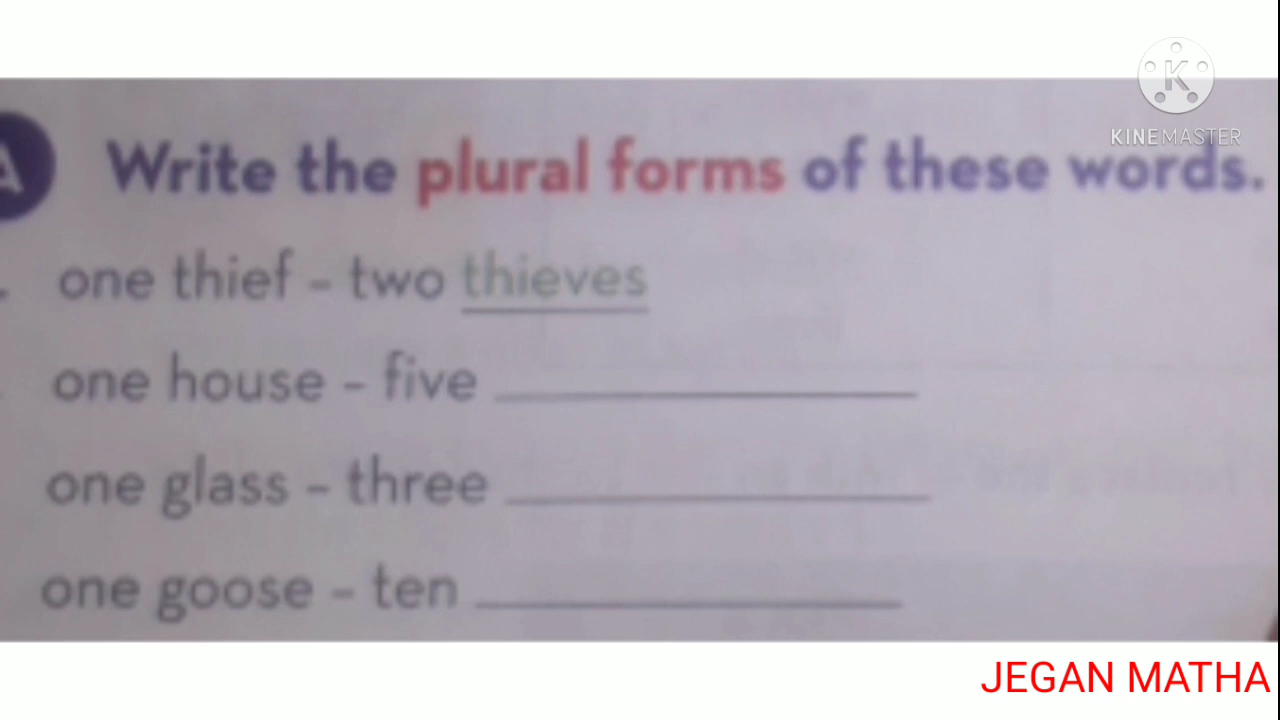 KINEMASTER
A Write the plural forms of these words.
one thief – two thieves
one house – five
one glass – three
one goose – ten
JEGAN MATHA